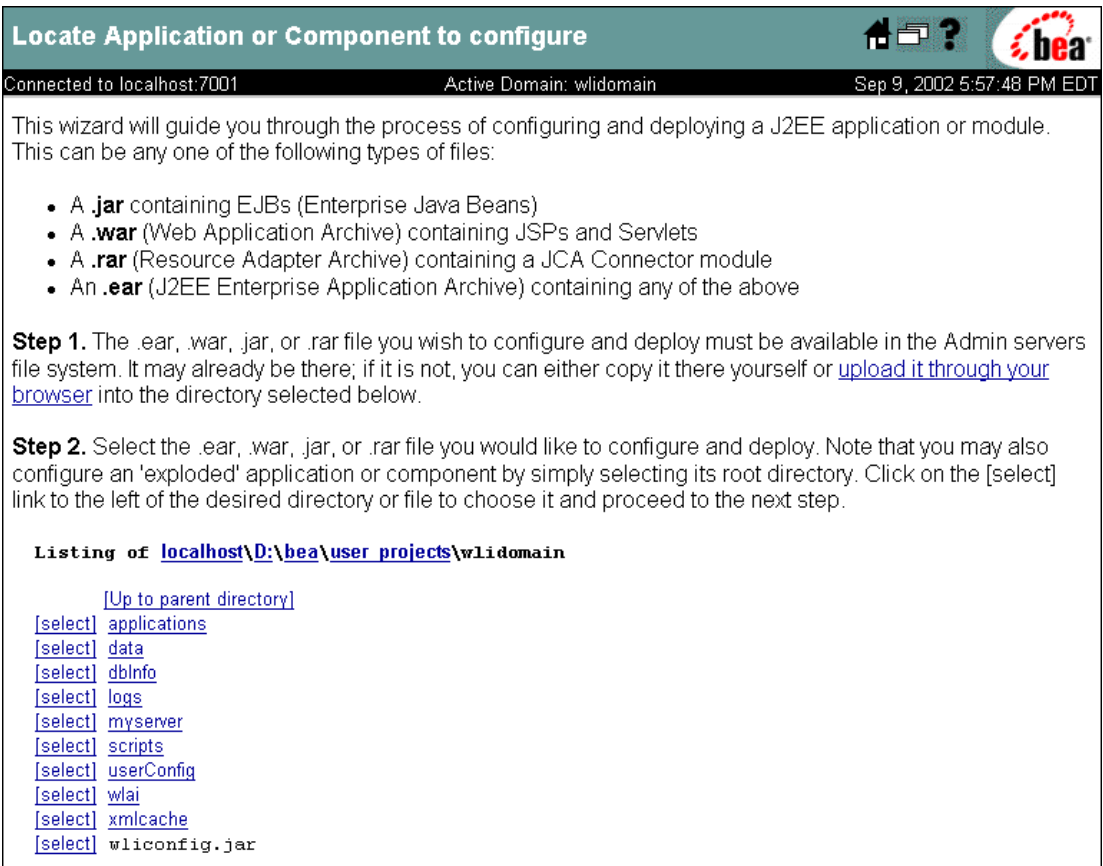 Locate Application or Component to configure
?
bea
Connected to localhost:7001 Active Domain: wlidomain Sep 9, 2002 5:57:48 PM EDT
This wizard will guide you through the process of configuring and deploying a J2EE application or module.
This can be any one of the following types of files:
• A .jar containing EJBs (Enterprise Java Beans)
• A .war (Web Application Archive) containing JSPs and Servlets
• A .rar (Resource Adapter Archive) containing a JCA Connector module
• An .ear (J2EE Enterprise Application Archive) containing any of the above
Step 1. The .ear, .war, .jar, or .rar file you wish to configure and deploy must be available in the Admin servers
file system. It may already be there; if it is not, you can either copy it there yourself or upload it through your
browser into the directory selected below.
Step 2. Select the .ear, .war, .jar, or .rar file you would like to configure and deploy. Note that you may also
configure an 'exploded' application or component by simply selecting its root directory. Click on the [select]
link to the left of the desired directory or file to choose it and proceed to the next step.
Listing of localhost\D:\bea\user_projects\wlidomain
[Up to parent directory]
[select] applications
[select] data
[select] dbInfo
[select] logs
[select] myserver
[select] scripts
[select] userConfig
[select] wlai
[select] xmlcache
[select] wliconfig.jar